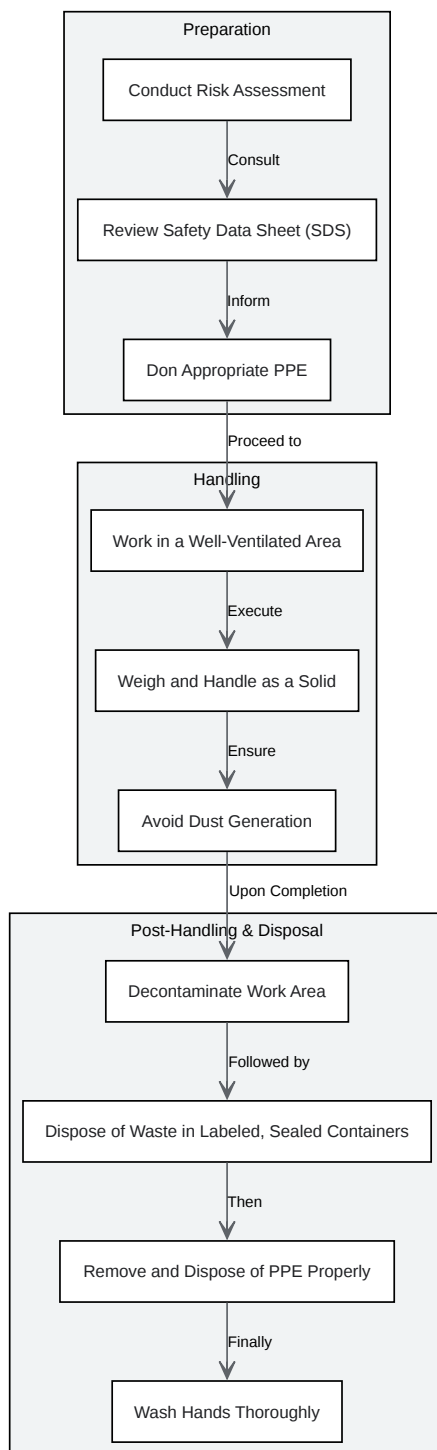 Preparation
Conduct Risk Assessment
Consult
Review Safety Data Sheet (SDS)
Inform
Don Appropriate PPE
Proceed to
Handling
Work in a Well-Ventilated Area
Execute
Weigh and Handle as a Solid
Ensure
Avoid Dust Generation
Upon Completion
Post-Handling & Disposal
Decontaminate Work Area
Followed by
Dispose of Waste in Labeled, Sealed Containers
Then
Remove and Dispose of PPE Properly
Finally
Wash Hands Thoroughly